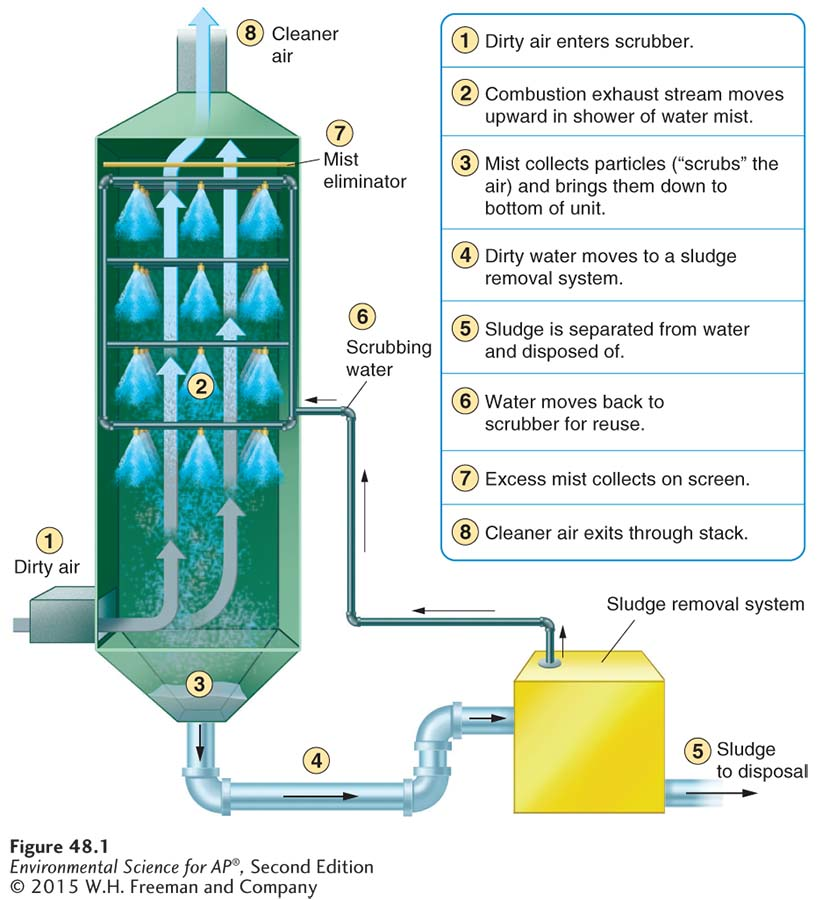 8 Cleaner
air
7
Mist
eliminator
6
Scrubbing
water
2
1
Dirty air
3
4
Sludge removal system
5 Sludge
to disposal
1 Dirty air enters scrubber.
2 Combustion exhaust stream moves
upward in shower of water mist.
3 Mist collects particles (“scrubs” the
air) and brings them down to
bottom of unit.
4 Dirty water moves to a sludge
removal system.
5 Sludge is separated from water
and disposed of.
6 Water moves back to
scrubber for reuse.
7 Excess mist collects on screen.
8 Cleaner air exits through stack.
Figure 48.1
Environmental Science for AP®, Second Edition
© 2015 W.H. Freeman and Company